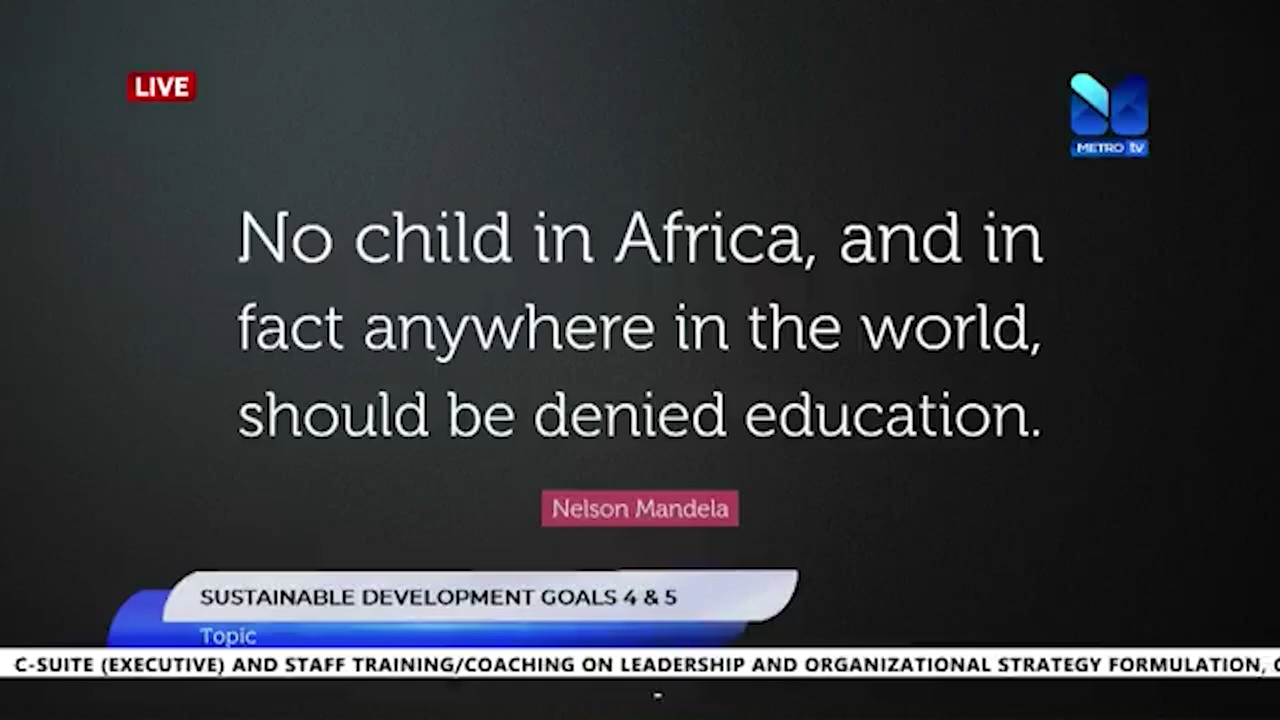 LIVE
METRO tv
No child in Africa, and in
fact anywhere in the world,
should be denied education.
Nelson Mandela
SUSTAINABLE DEVELOPMENT GOALS 4 & 5
Topic
C-SUITE (EXECUTIVE) AND STAFF TRAINING/COACHING ON LEADERSHIP AND ORGANIZATIONAL STRATEGY FORMULATION,
-